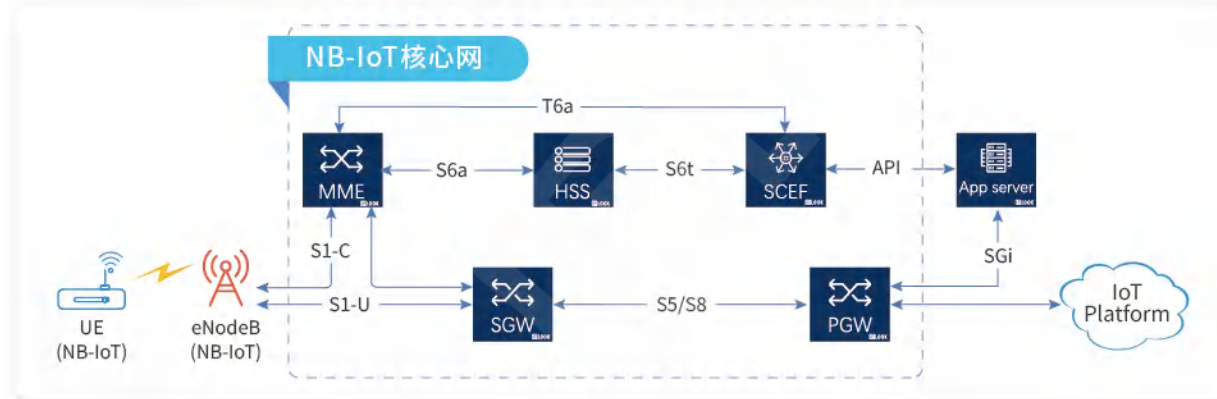 NB-IoT核心网
T6a
MME
S6a
HSS
S6t
SCEF
API
App server
S1-C
SGi
UE
(NB-IoT)
eNodeB
(NB-IoT)
S1-U
SGW
S5/S8
PGW
IoT
Platform